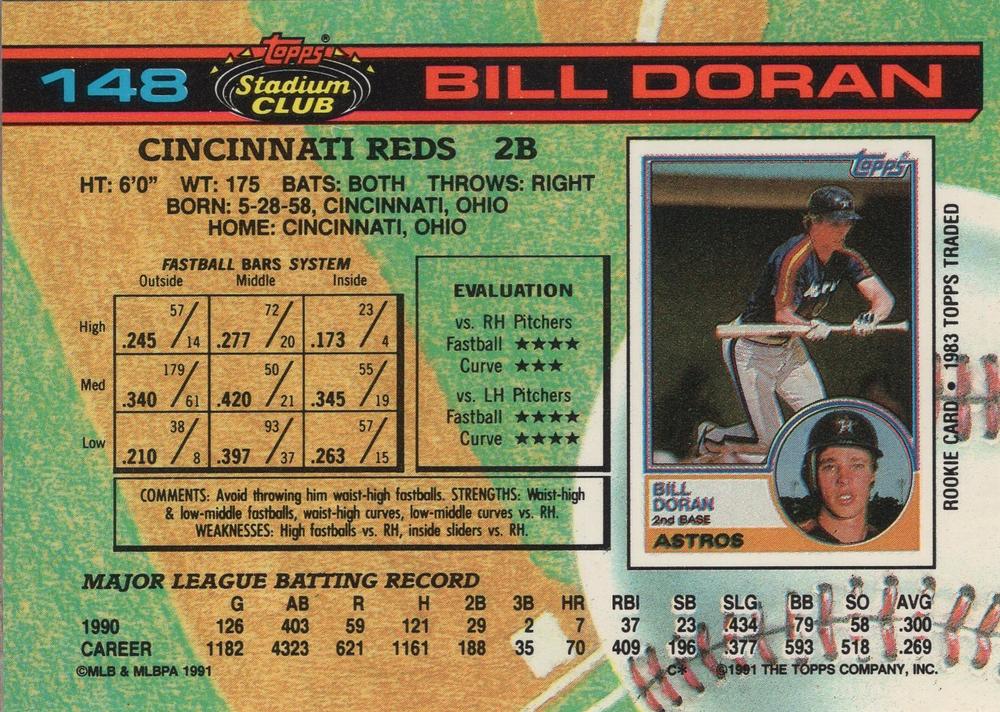 148
Topps®
Stadium
CLUB
BILL DORAN
CINCINNATI REDS 2B
HT: 6'0" WT: 175 BATS: BOTH THROWS: RIGHT
BORN: 5-28-58, CINCINNATI, OHIO
HOME: CINCINNATI, OHIO
FASTBALL BARS SYSTEM
Outside Middle Inside
High .245 57/14 .277 72/20 .173 23/4
Med .340 179/61 .420 50/21 .345 55/19
Low .210 38/8 .397 93/37 .263 57/15
EVALUATION
vs. RH Pitchers
Fastball ★★★★
Curve ★★★
vs. LH Pitchers
Fastball ★★★★
Curve ★★★★
COMMENTS: Avoid throwing him waist-high fastballs. STRENGTHS: Waist-high
& low-middle fastballs, waist-high curves, low-middle curves vs. RH.
WEAKNESSES: High fastballs vs. RH, inside sliders vs. RH.
Topps
BILL
DORAN
2nd BASE
ASTROS
ROOKIE CARD • 1983 TOPPS TRADED
MAJOR LEAGUE BATTING RECORD
G AB R H 2B 3B HR RBI SB SLG. BB SO AVG
1990 126 403 59 121 29 2 7 37 23 .434 79 58 .300
CAREER 1182 4323 621 1161 188 35 70 409 196 .377 593 518 .269
©MLB & MLBPA 1991 C* ©1991 THE TOPPS COMPANY, INC.